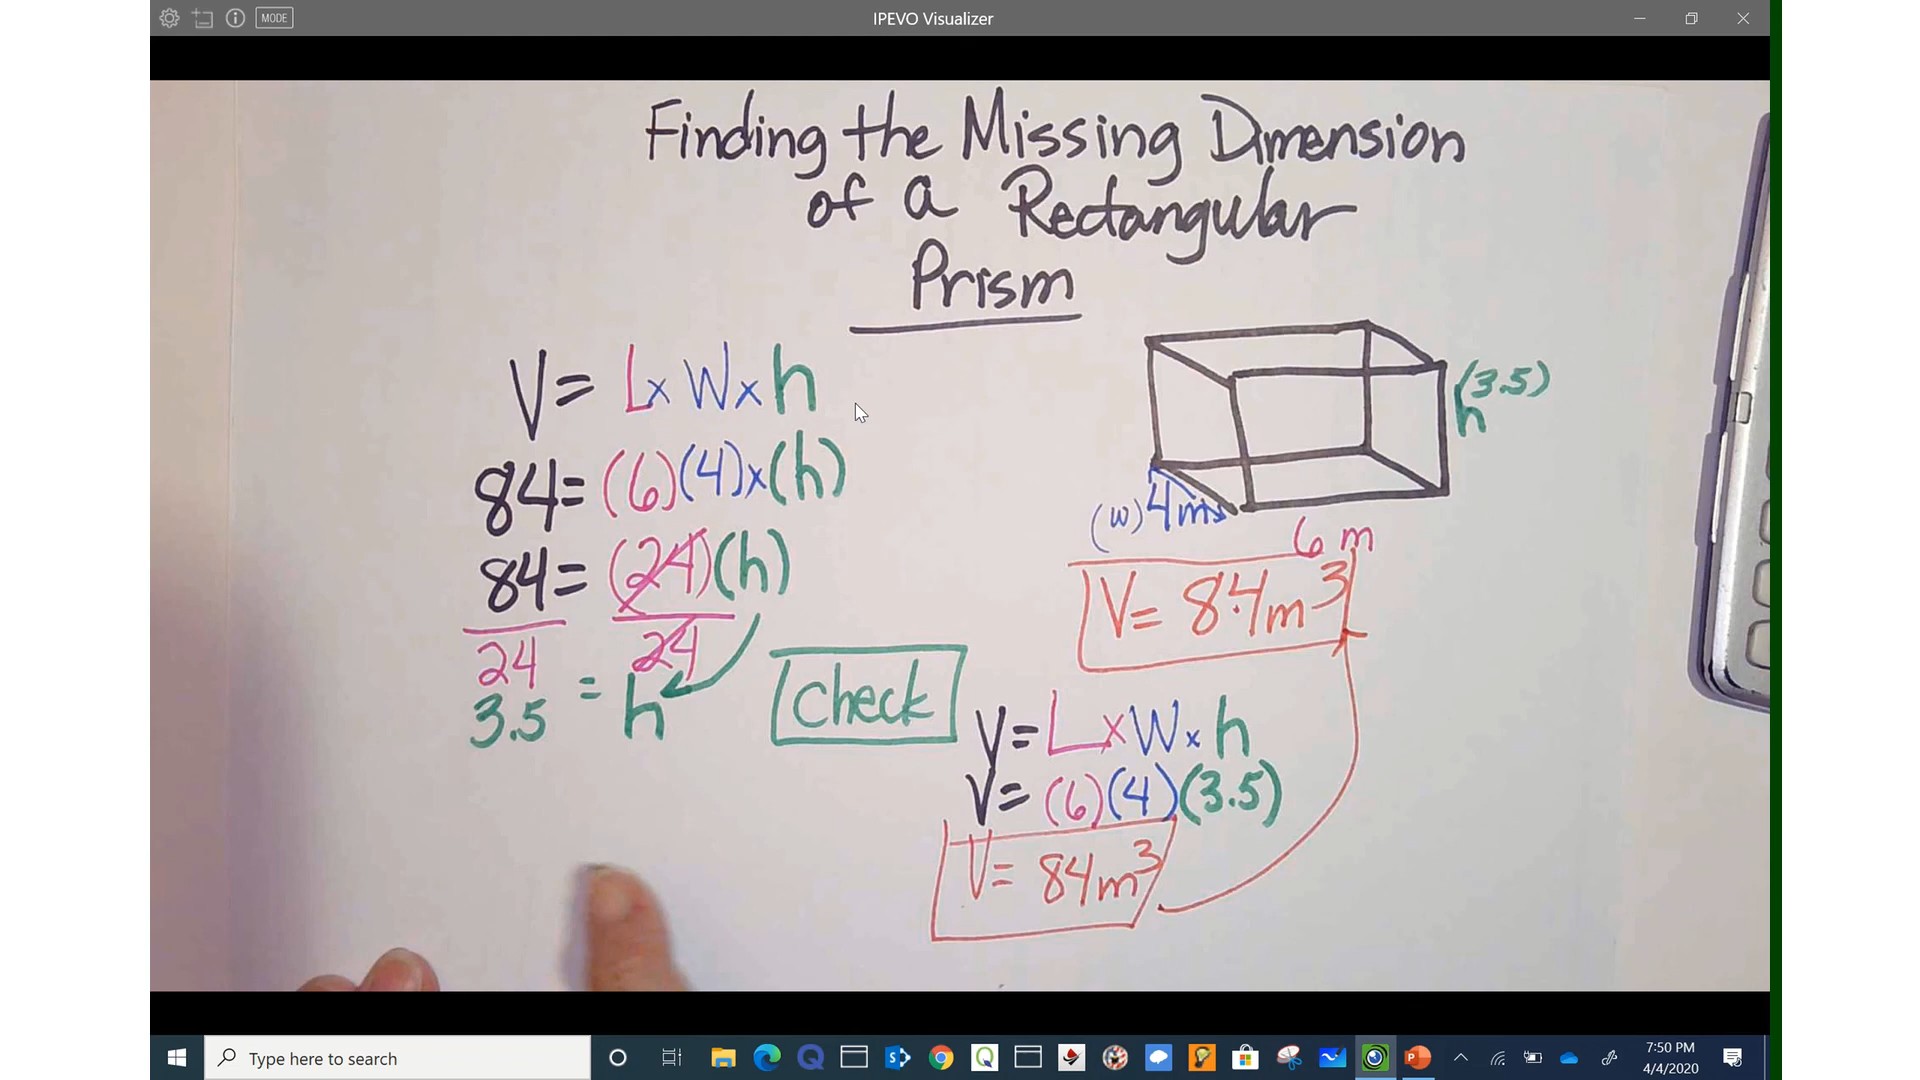 MODE
IPEVO Visualizer
Finding the Missing Dimension
of a Rectangular
Prism
V= L x W x h
84= (6)(4)x(h)
84= (24)(h)
24 24
3.5 = h
(3.5)
h
(w) 4m
6 m
V= 84m³
check
V= L x W x h
V= (6)(4)(3.5)
V= 84m³
Type here to search
7:50 PM
4/4/2020